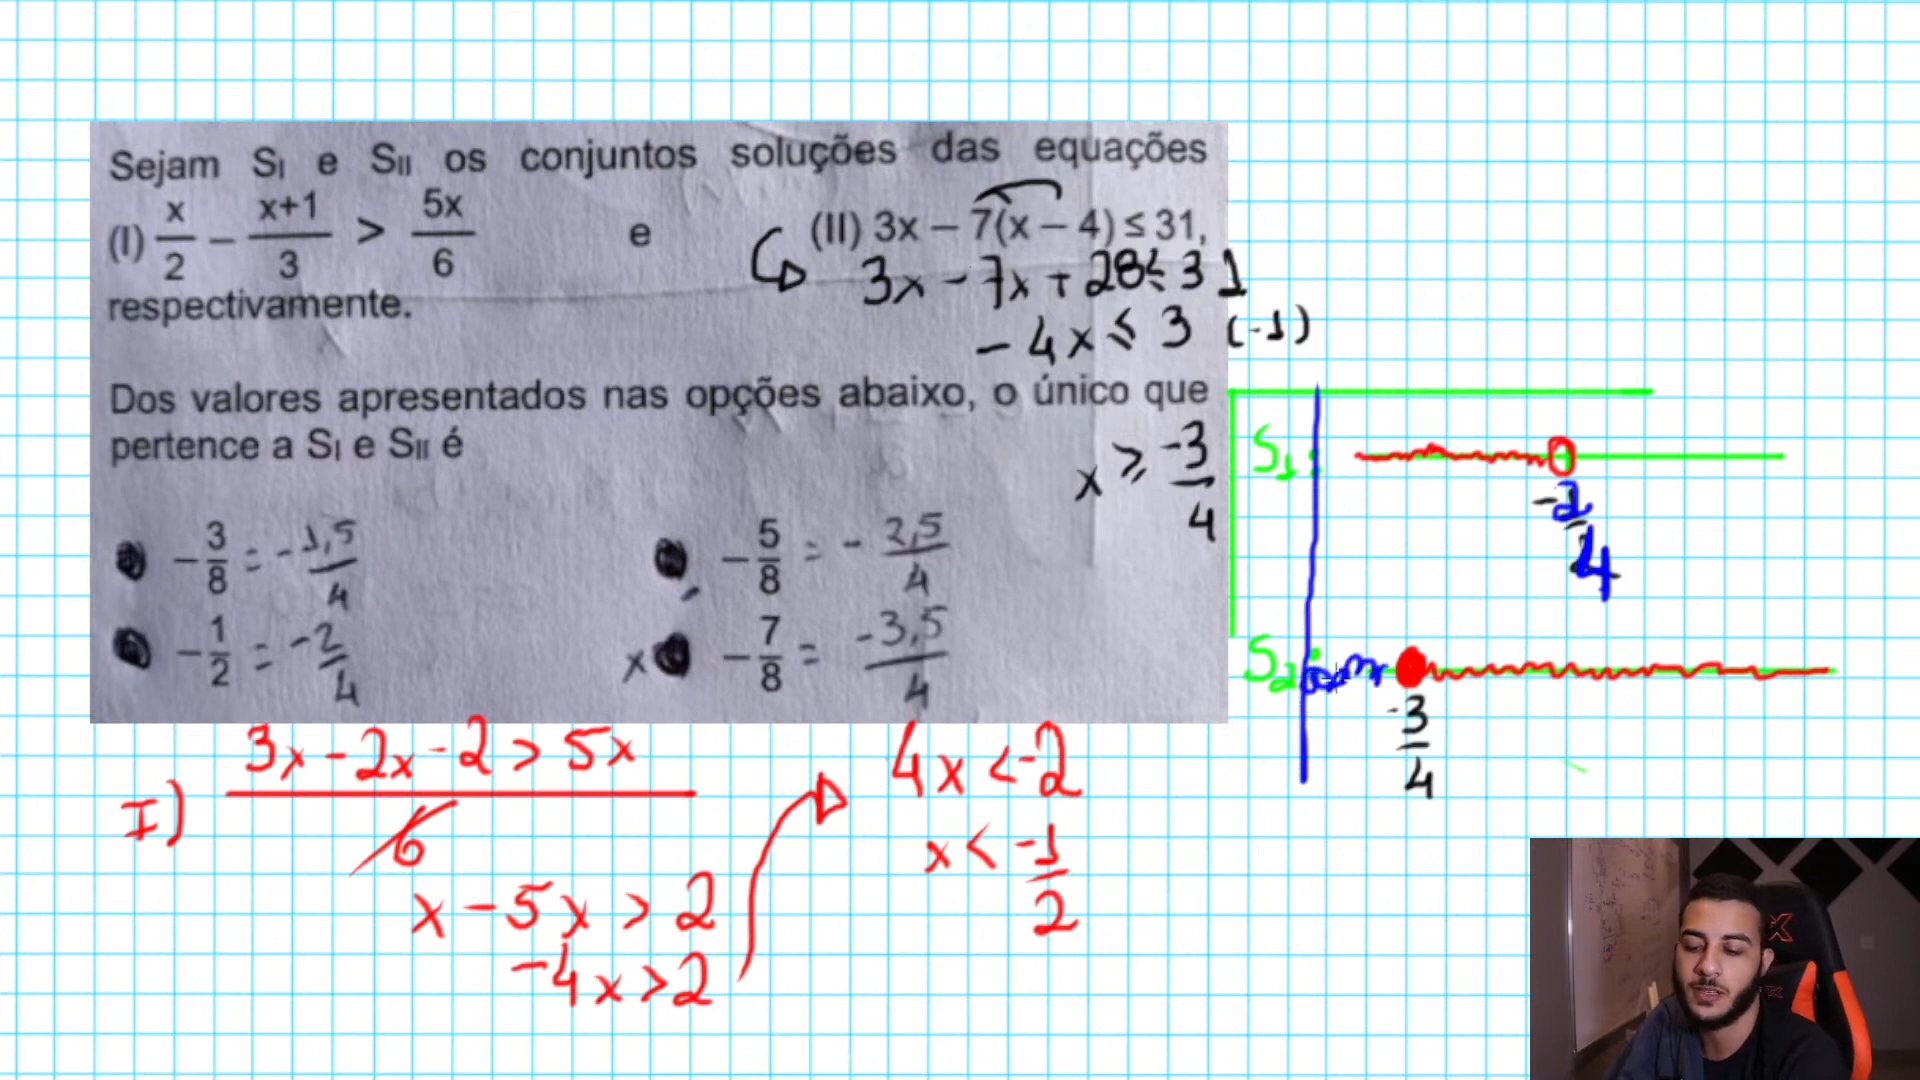 Sejam SI e SII os conjuntos soluções das equações
(I) x/2 − x+1/3 > 5x/6 e (II) 3x − 7(x − 4) ≤ 31,
3x - 7x + 28 ≤ 31
respectivamente.
- 4x ≤ 3 (-1)
Dos valores apresentados nas opções abaixo, o único que
pertence a SI e SII é
x ≥ -3/4
−3/8 = -1,5/4
−5/8 = - 2,5/4
−1/2 = -2/4
x −7/8 = -3,5/4
S1:
-2/4
S2:
-3/4
I) 3x - 2x - 2 > 5x
6
x - 5x > 2
-4x > 2
4x < -2
x < -1/2